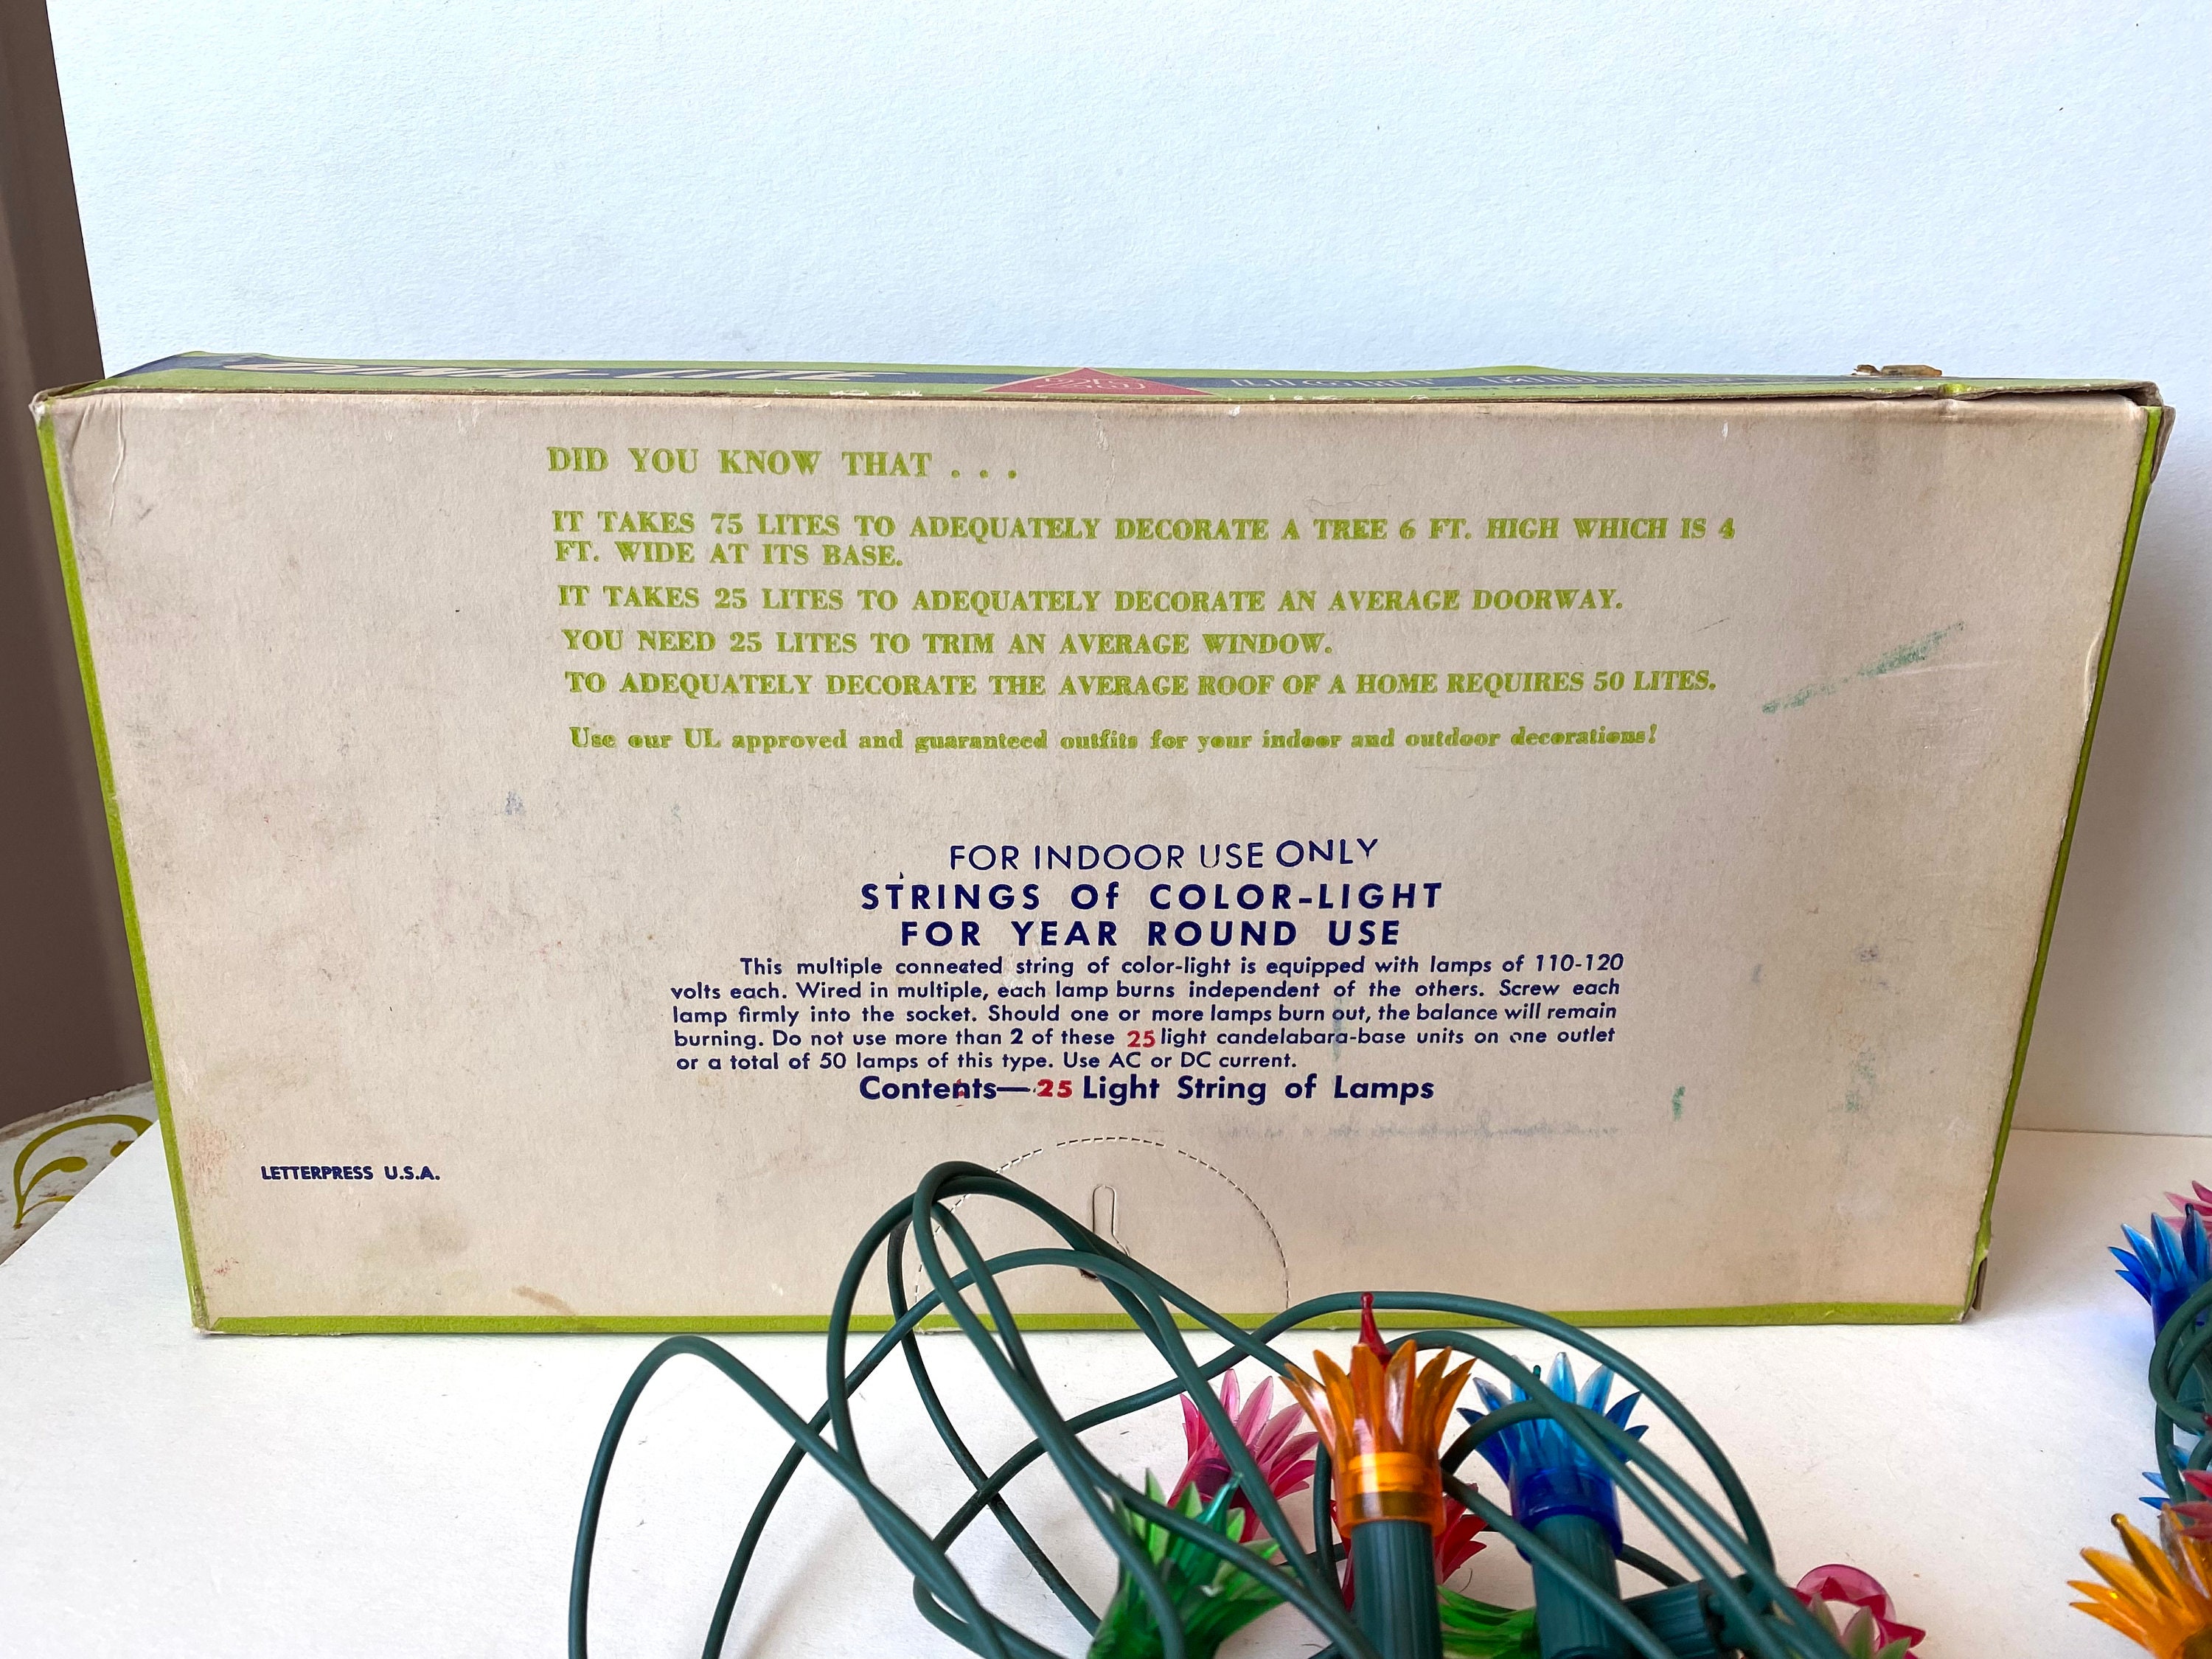 25 LIGHT
DID YOU KNOW THAT . . .
IT TAKES 75 LITES TO ADEQUATELY DECORATE A TREE 6 FT. HIGH WHICH IS 4
FT. WIDE AT ITS BASE.
IT TAKES 25 LITES TO ADEQUATELY DECORATE AN AVERAGE DOORWAY.
YOU NEED 25 LITES TO TRIM AN AVERAGE WINDOW.
TO ADEQUATELY DECORATE THE AVERAGE ROOF OF A HOME REQUIRES 50 LITES.
Use our UL approved and guaranteed outfits for your indoor and outdoor decorations!
FOR INDOOR USE ONLY
STRINGS Of COLOR-LIGHT
FOR YEAR ROUND USE
This multiple connected string of color-light is equipped with lamps of 110-120
volts each. Wired in multiple, each lamp burns independent of the others. Screw each
lamp firmly into the socket. Should one or more lamps burn out, the balance will remain
burning. Do not use more than 2 of these 25 light candelabara-base units on one outlet
or a total of 50 lamps of this type. Use AC or DC current.
Contents—25 Light String of Lamps
LETTERPRESS U.S.A.